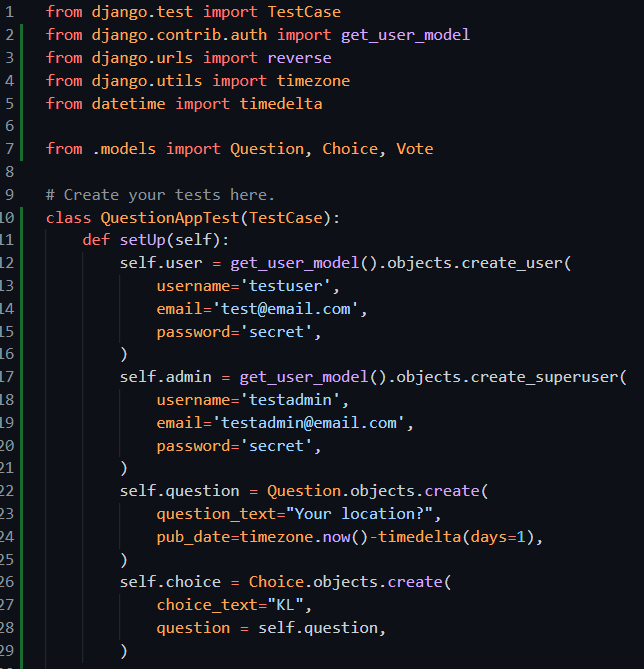 1 from django.test import TestCase
2 from django.contrib.auth import get_user_model
3 from django.urls import reverse
4 from django.utils import timezone
5 from datetime import timedelta
6
7 from .models import Question, Choice, Vote
8
9 # Create your tests here.
10 class QuestionAppTest(TestCase):
11     def setUp(self):
12         self.user = get_user_model().objects.create_user(
13             username='testuser',
14             email='test@email.com',
15             password='secret',
16         )
17         self.admin = get_user_model().objects.create_superuser(
18             username='testadmin',
19             email='testadmin@email.com',
20             password='secret',
21         )
22         self.question = Question.objects.create(
23             question_text="Your location?",
24             pub_date=timezone.now()-timedelta(days=1),
25         )
26         self.choice = Choice.objects.create(
27             choice_text="KL",
28             question = self.question,
29         )